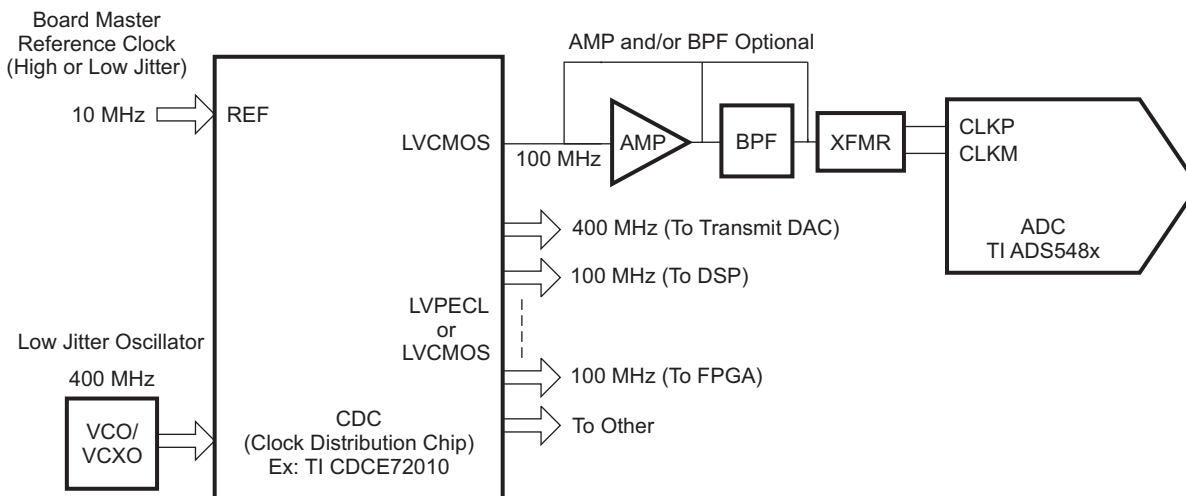 Board Master
Reference Clock
(High or Low Jitter)
10 MHz
REF
LVCMOS
100 MHz
AMP and/or BPF Optional
AMP
BPF
XFMR
CLKP
CLKM
ADC
TI ADS548x
400 MHz (To Transmit DAC)
100 MHz (To DSP)
LVPECL
or
LVCMOS
100 MHz (To FPGA)
To Other
Low Jitter Oscillator
400 MHz
VCO/
VCXO
CDC
(Clock Distribution Chip)
Ex: TI CDCE72010